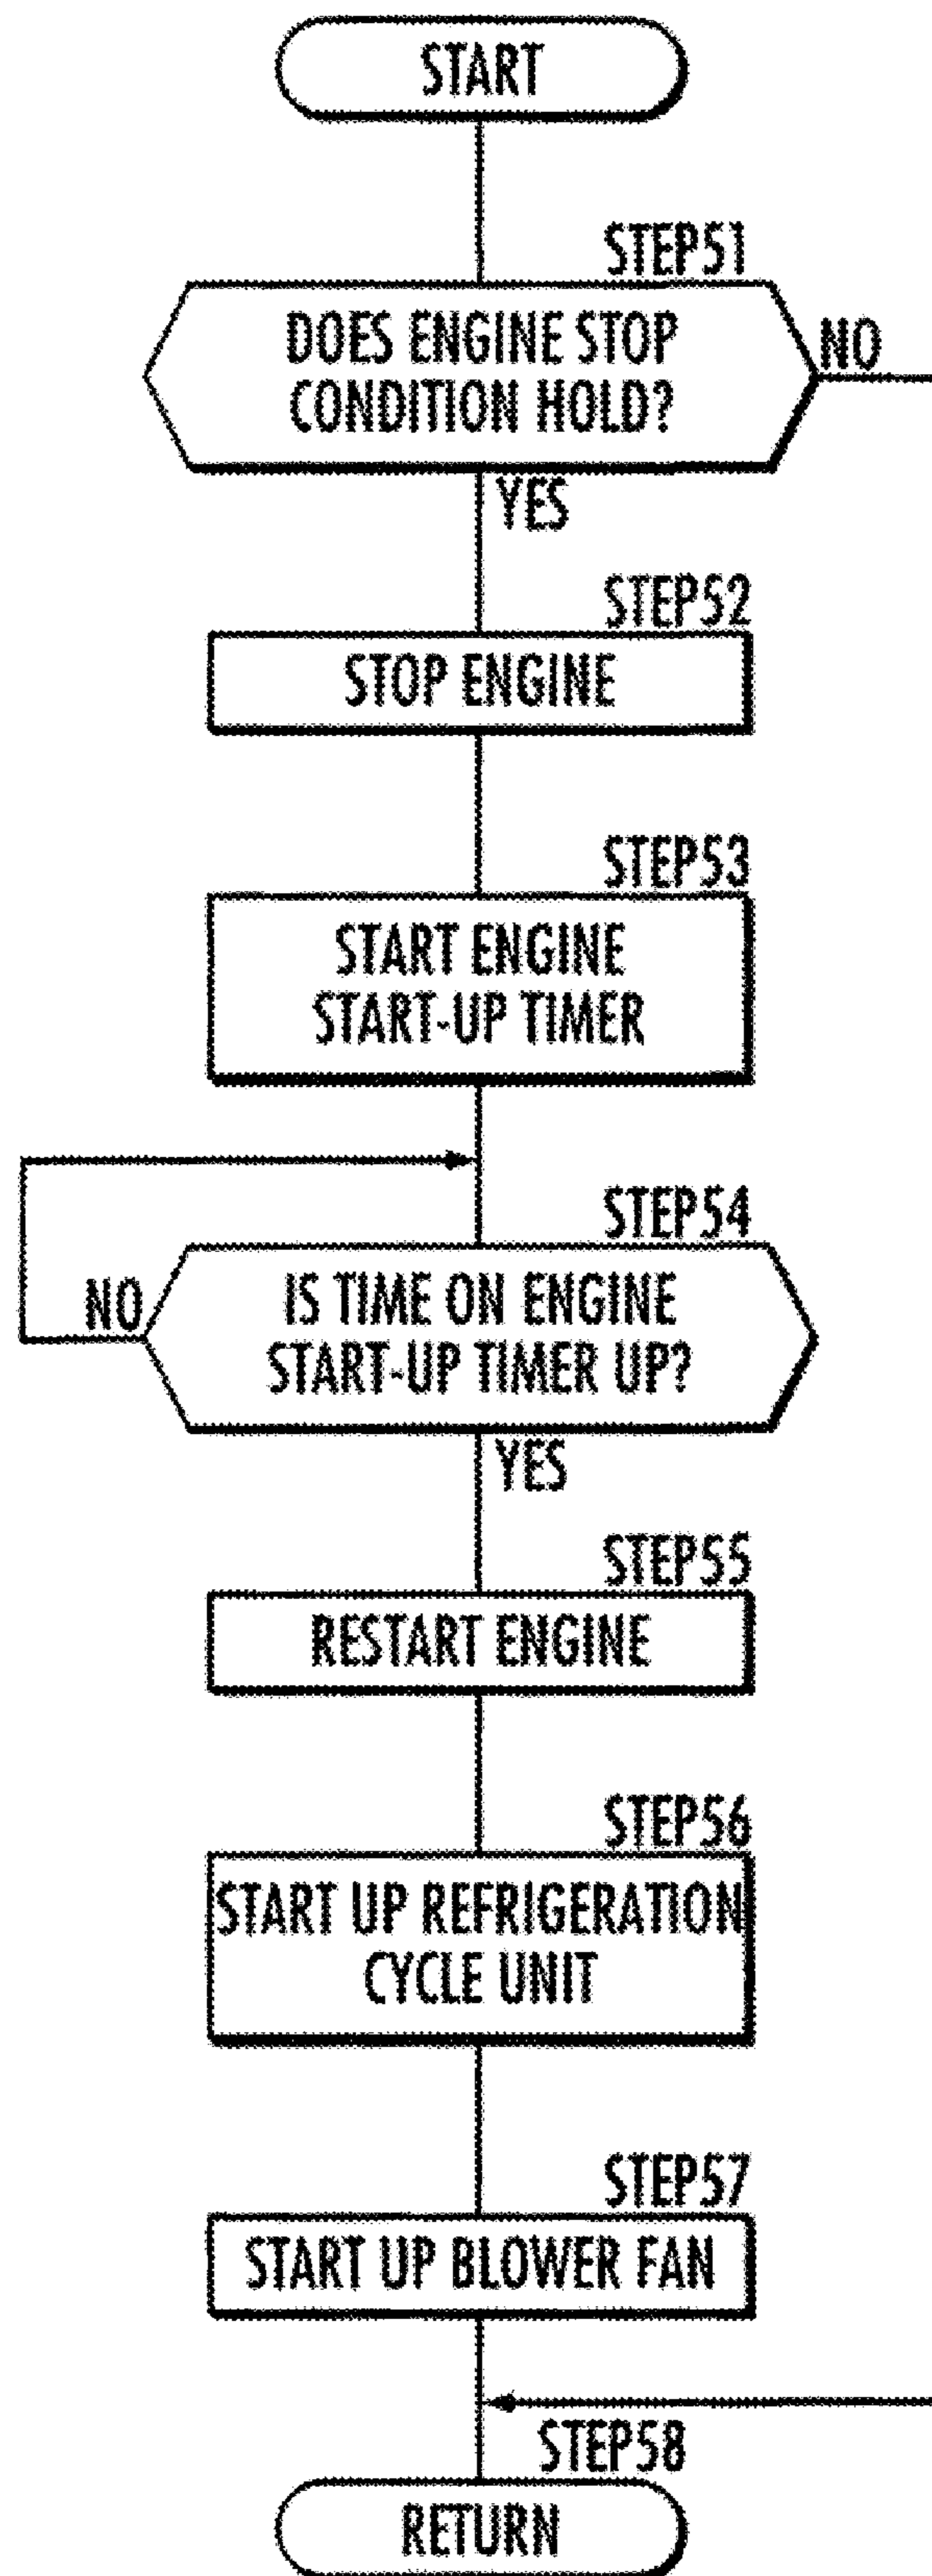 START
STEP51
DOES ENGINE STOP
CONDITION HOLD?
NO
YES
STEP52
STOP ENGINE
STEP53
START ENGINE
START-UP TIMER
STEP54
NO
IS TIME ON ENGINE
START-UP TIMER UP?
YES
STEP55
RESTART ENGINE
STEP56
START UP REFRIGERATION
CYCLE UNIT
STEP57
START UP BLOWER FAN
STEP58
RETURN